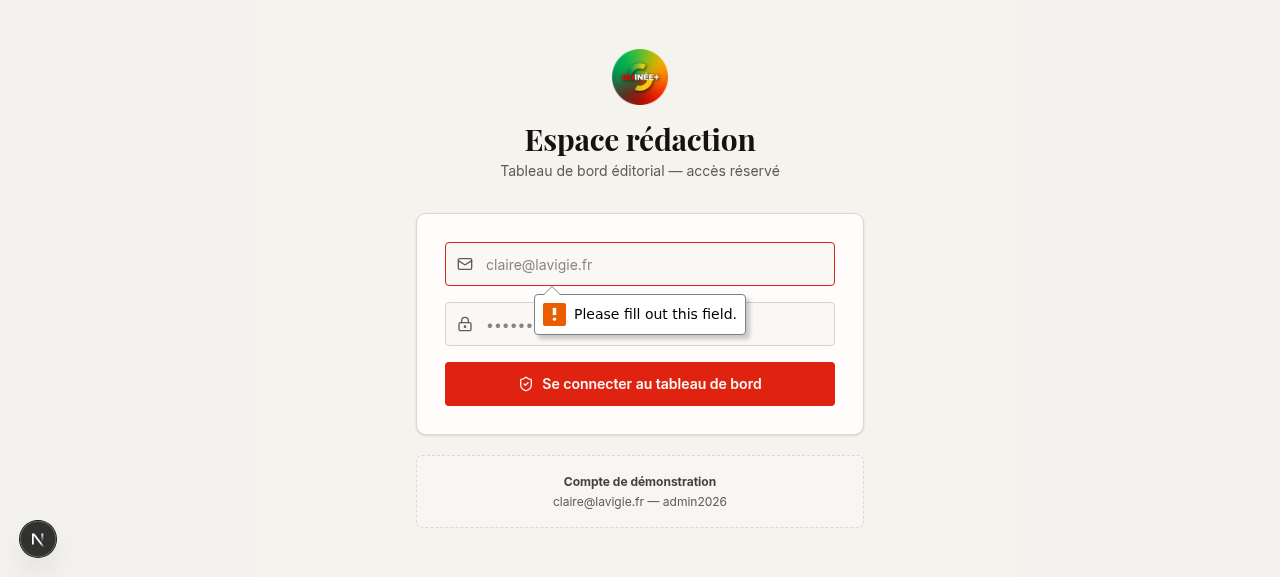 GUINÉE+
Espace rédaction
Tableau de bord éditorial — accès réservé
claire@lavigie.fr
Please fill out this field.
••••••
Se connecter au tableau de bord
Compte de démonstration
claire@lavigie.fr — admin2026
N